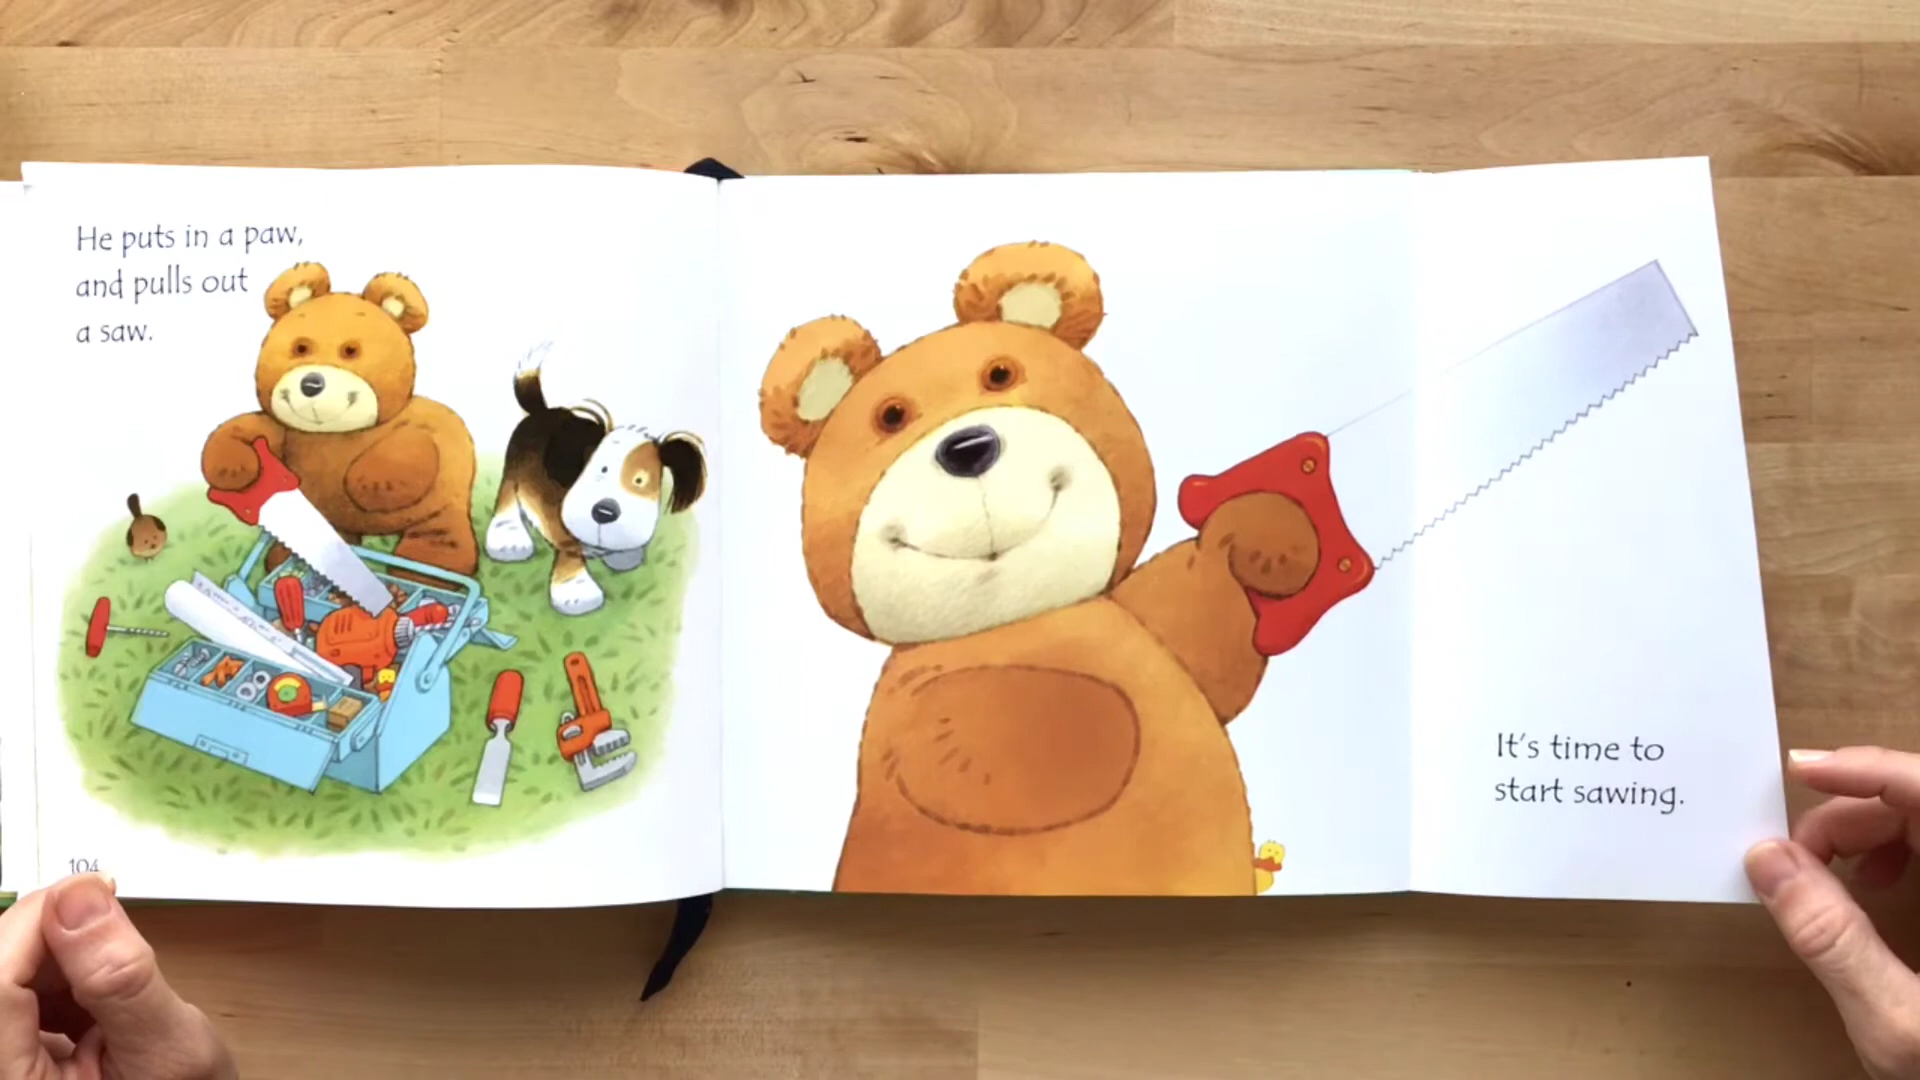 He puts in a paw,
and pulls out
a saw.
104
It's time to
start sawing.